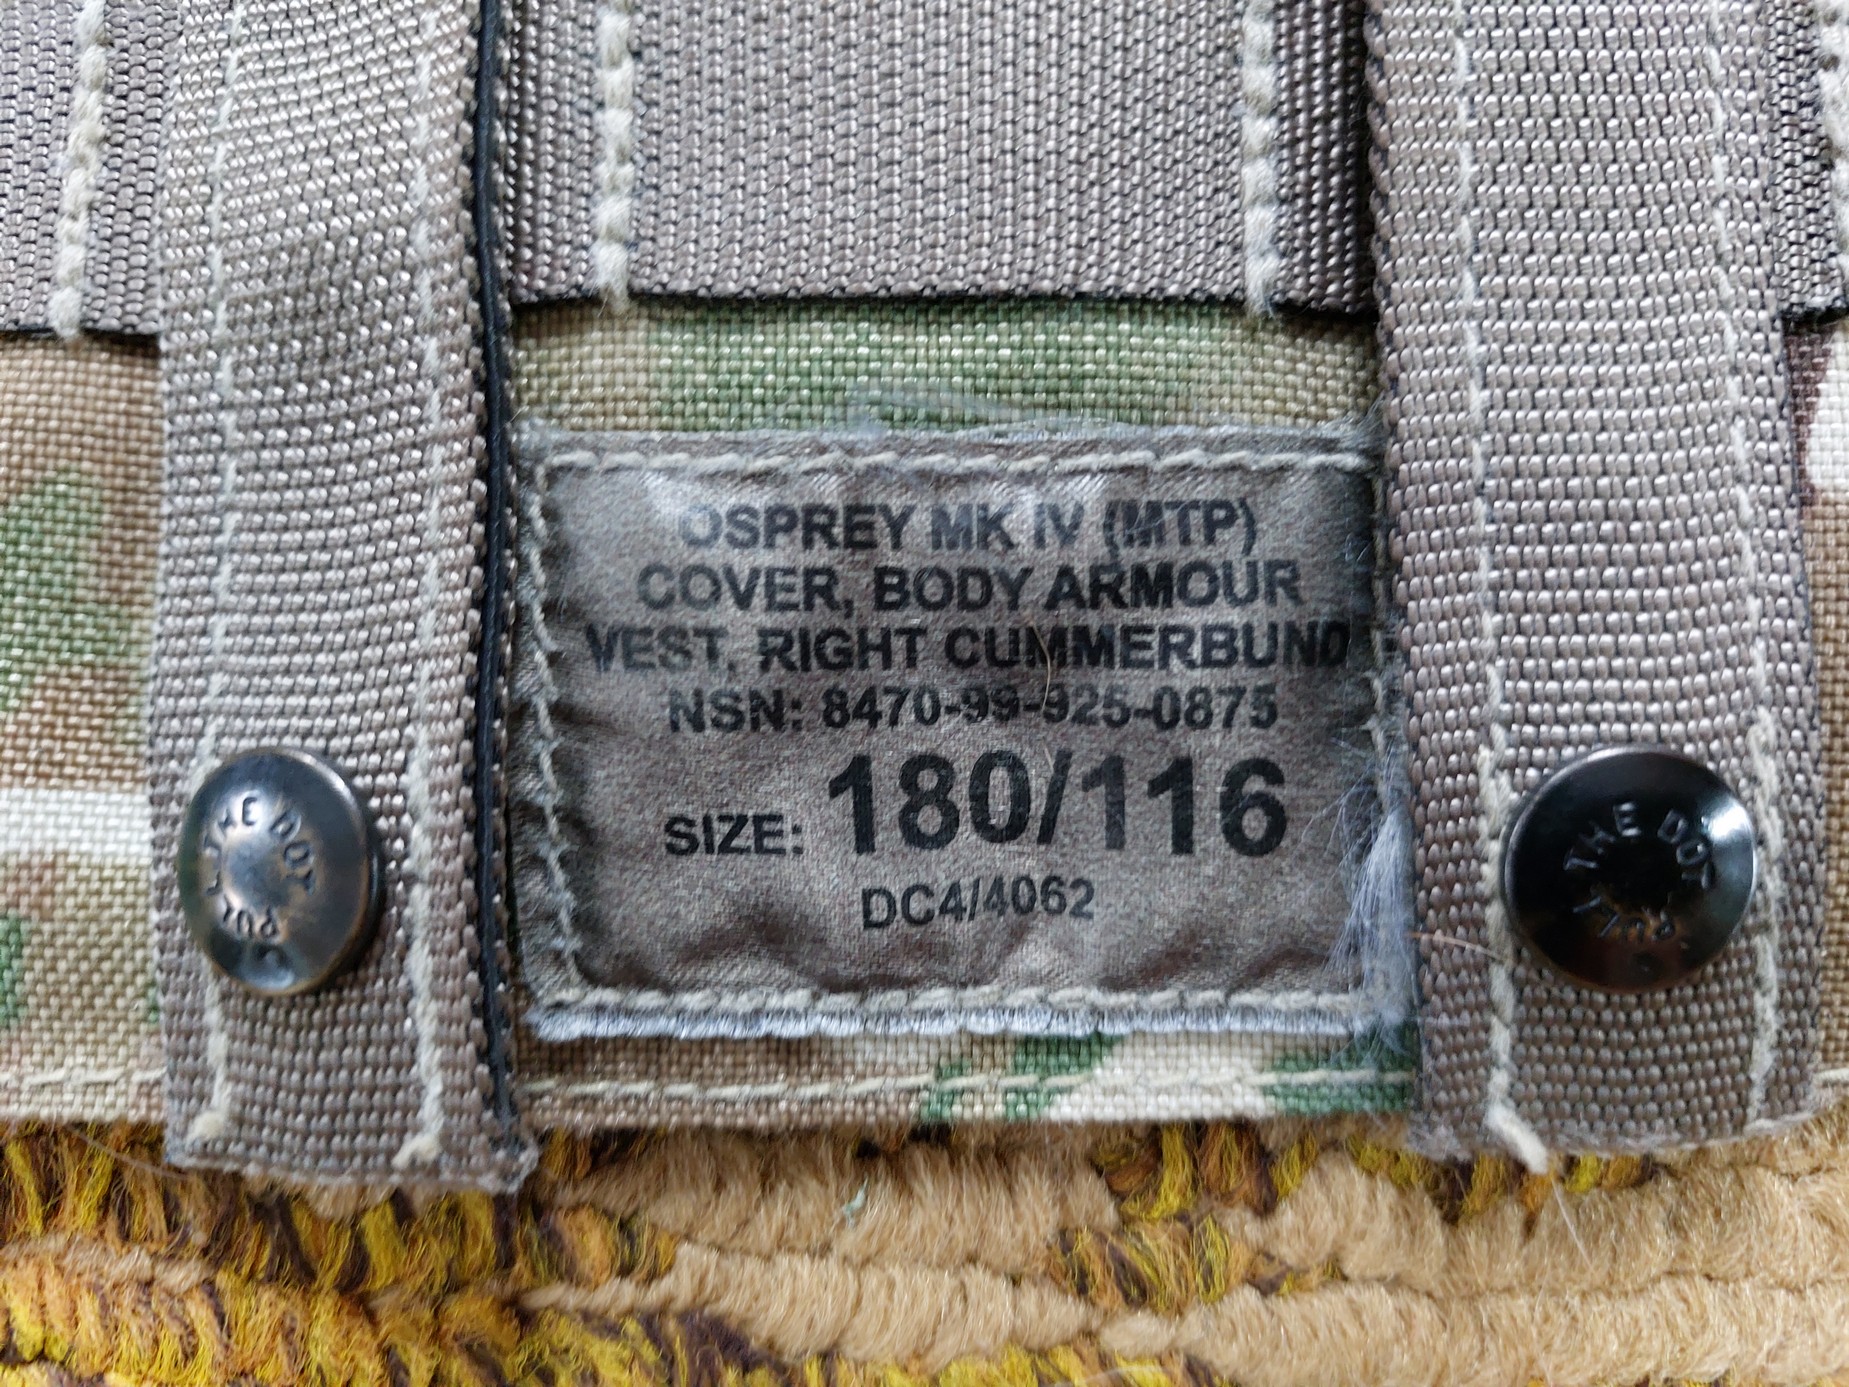 OSPREY MK IV (MTP)
COVER, BODY ARMOUR
VEST, RIGHT CUMMERBUND
NSN: 8470-99-925-0875
SIZE: 180/116
DC4/4062
PULL THE DOT
PULL THE DOT